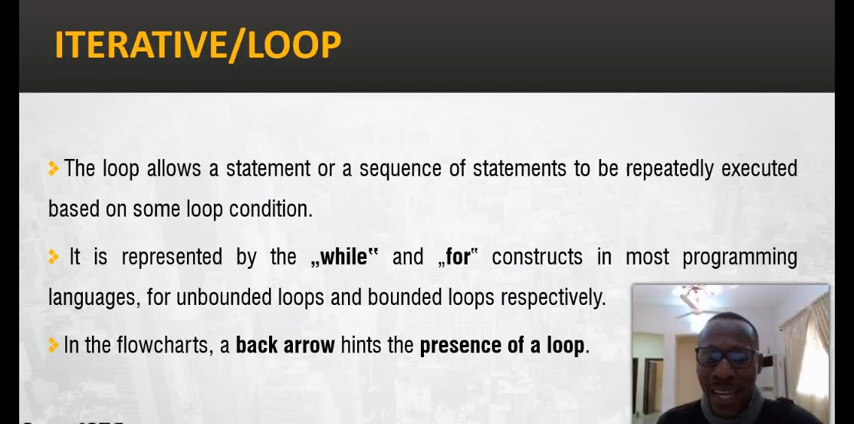 ITERATIVE/LOOP
The loop allows a statement or a sequence of statements to be repeatedly executed
based on some loop condition.
It is represented by the „while‟ and „for‟ constructs in most programming
languages, for unbounded loops and bounded loops respectively.
In the flowcharts, a back arrow hints the presence of a loop.